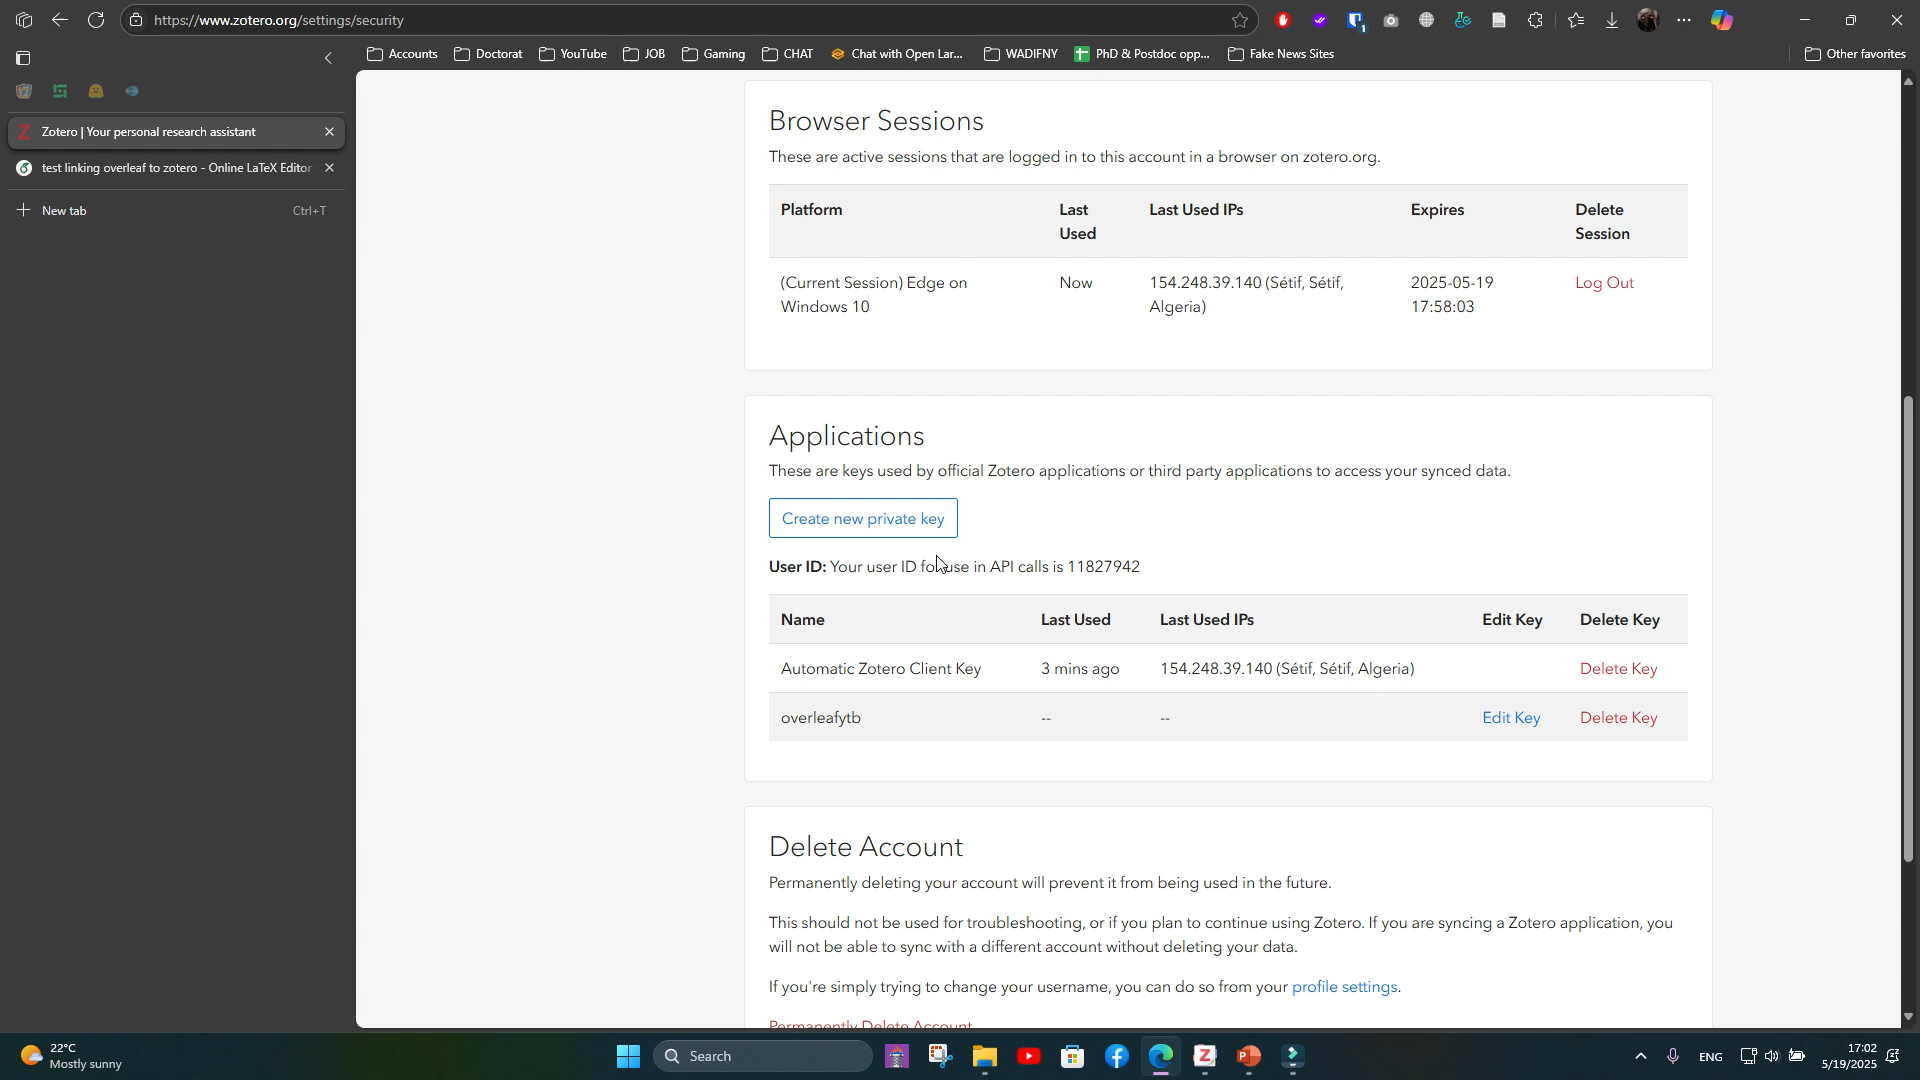 https://www.zotero.org/settings/security
Accounts
Doctorat
YouTube
JOB
Gaming
CHAT
Chat with Open Lar...
WADIFNY
PhD & Postdoc opp...
Fake News Sites
Other favorites
Zotero | Your personal research assistant
test linking overleaf to zotero - Online LaTeX Editor
New tab
Ctrl+T
Browser Sessions
These are active sessions that are logged in to this account in a browser on zotero.org.
Platform
Last Used
Last Used IPs
Expires
Delete Session
(Current Session) Edge on
Windows 10
Now
154.248.39.140 (Sétif, Sétif,
Algeria)
2025-05-19
17:58:03
Log Out
Applications
These are keys used by official Zotero applications or third party applications to access your synced data.
Create new private key
User ID: Your user ID for use in API calls is 11827942
Name
Last Used
Last Used IPs
Edit Key
Delete Key
Automatic Zotero Client Key
3 mins ago
154.248.39.140 (Sétif, Sétif, Algeria)
Delete Key
overleafytb
--
--
Edit Key
Delete Key
Delete Account
Permanently deleting your account will prevent it from being used in the future.
This should not be used for troubleshooting, or if you plan to continue using Zotero. If you are syncing a Zotero application, you
will not be able to sync with a different account without deleting your data.
If you're simply trying to change your username, you can do so from your profile settings.
Permanently Delete Account
22°C
Mostly sunny
Search
ENG
17:02
5/19/2025